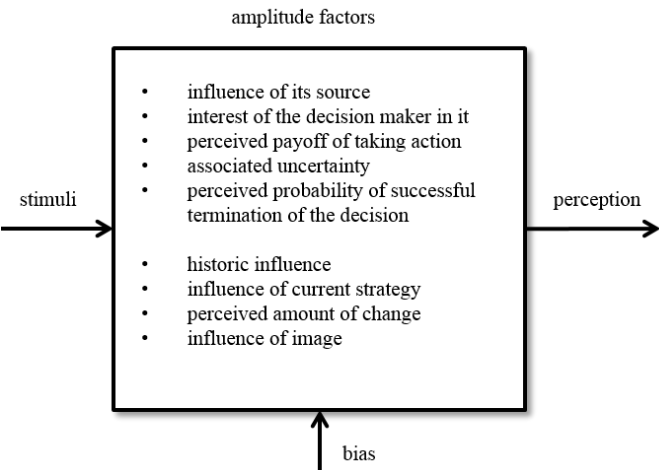 amplitude factors
• influence of its source
• interest of the decision maker in it
• perceived payoff of taking action
• associated uncertainty
• perceived probability of successful
termination of the decision
stimuli
perception
• historic influence
• influence of current strategy
• perceived amount of change
• influence of image
bias